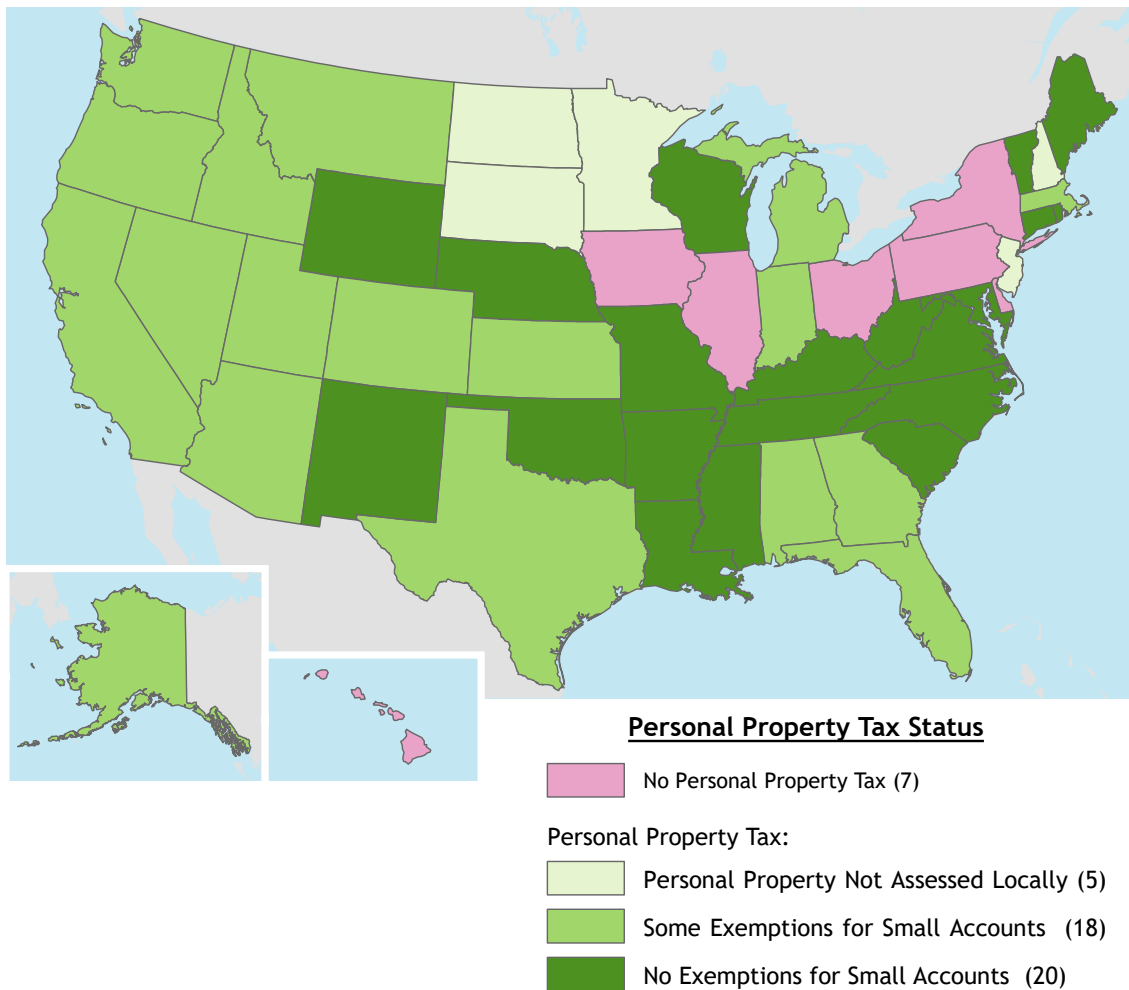 Personal Property Tax Status
No Personal Property Tax (7)
Personal Property Tax:
Personal Property Not Assessed Locally (5)
Some Exemptions for Small Accounts (18)
No Exemptions for Small Accounts (20)